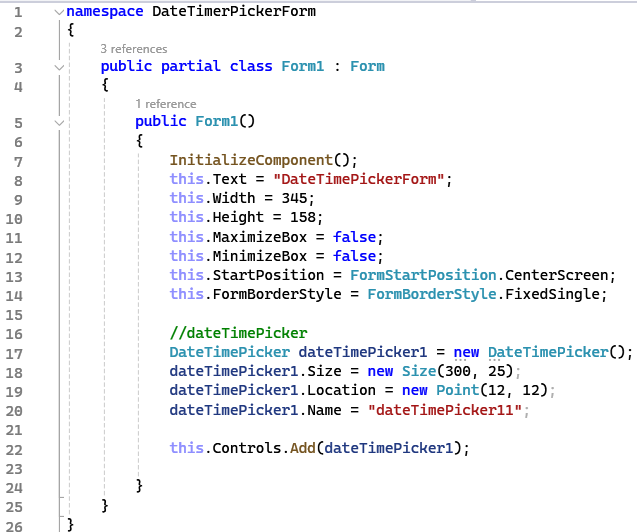 1 namespace DateTimerPickerForm
2 {
3 references
3 public partial class Form1 : Form
4 {
1 reference
5 public Form1()
6 {
7 InitializeComponent();
8 this.Text = "DateTimePickerForm";
9 this.Width = 345;
10 this.Height = 158;
11 this.MaximizeBox = false;
12 this.MinimizeBox = false;
13 this.StartPosition = FormStartPosition.CenterScreen;
14 this.FormBorderStyle = FormBorderStyle.FixedSingle;
15
16 //dateTimePicker
17 DateTimePicker dateTimePicker1 = new DateTimePicker();
18 dateTimePicker1.Size = new Size(300, 25);
19 dateTimePicker1.Location = new Point(12, 12);
20 dateTimePicker1.Name = "dateTimePicker11";
21
22 this.Controls.Add(dateTimePicker1);
23
24 }
25 }
26 }